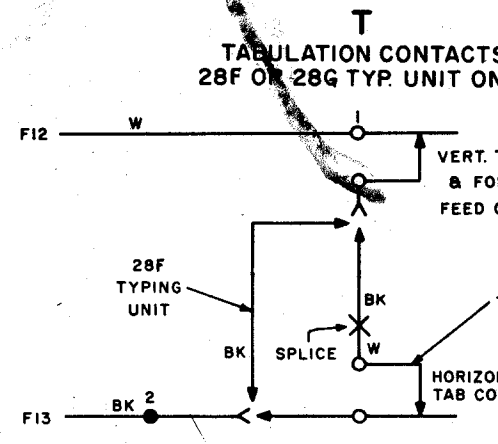 T
TABULATION CONTACTS
28F OR 28G TYP. UNIT ON
1
F12 W
VERT. T
& FO
FEED
28F
TYPING
UNIT
BK
SPLICE
W
BK
HORIZO
TAB CO
F13 BK 2